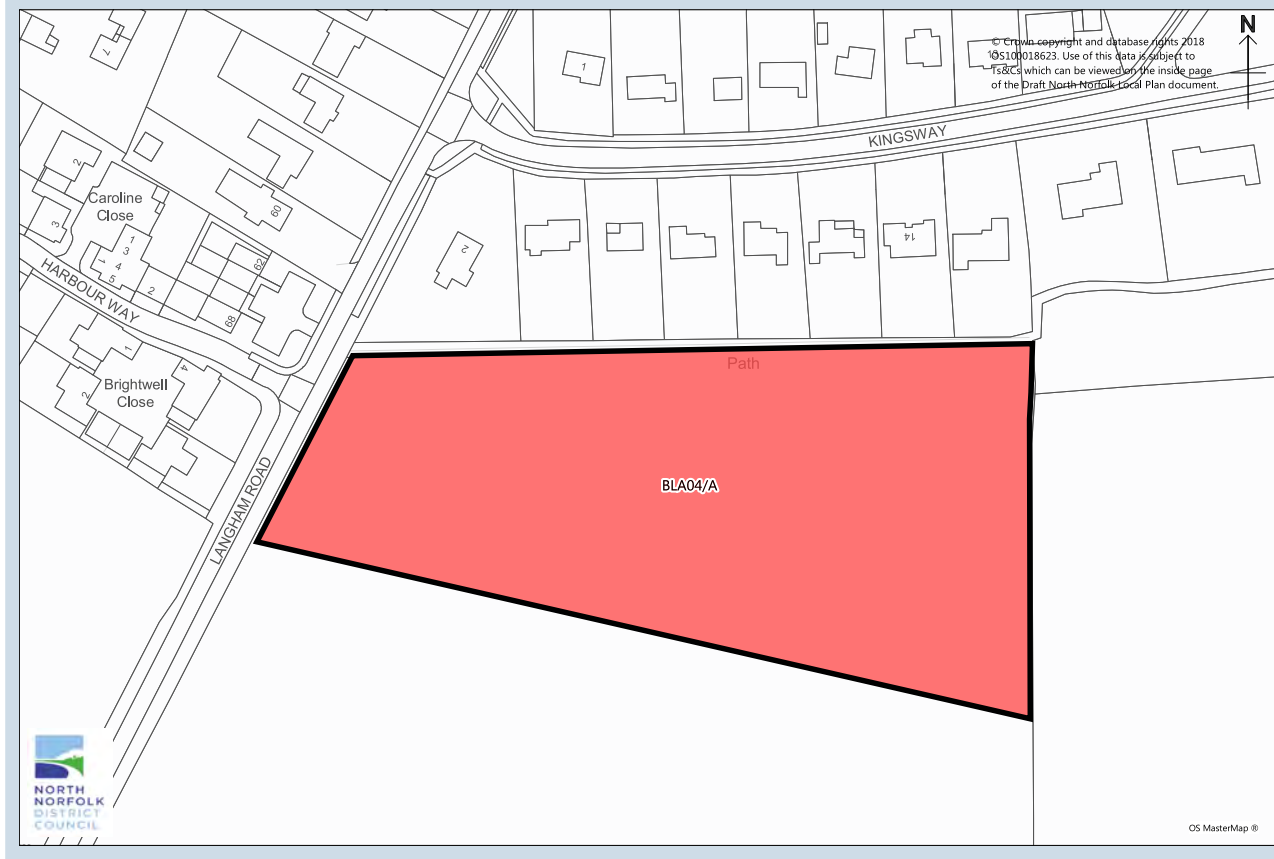 N
© Crown copyright and database rights 2018
OS100018623. Use of this data is subject to
Ts&Cs which can be viewed on the inside page
of the Draft North Norfolk Local Plan document.
7
1
13
KINGSWAY
2
Caroline
Close
3
60
1
3
1
4
5
2
62
68
HARBOUR WAY
2
14
1
4
Brightwell
Close
2
Path
BLA04/A
LANGHAM ROAD
NORTH
NORFOLK
DISTRICT
COUNCIL
OS MasterMap ®